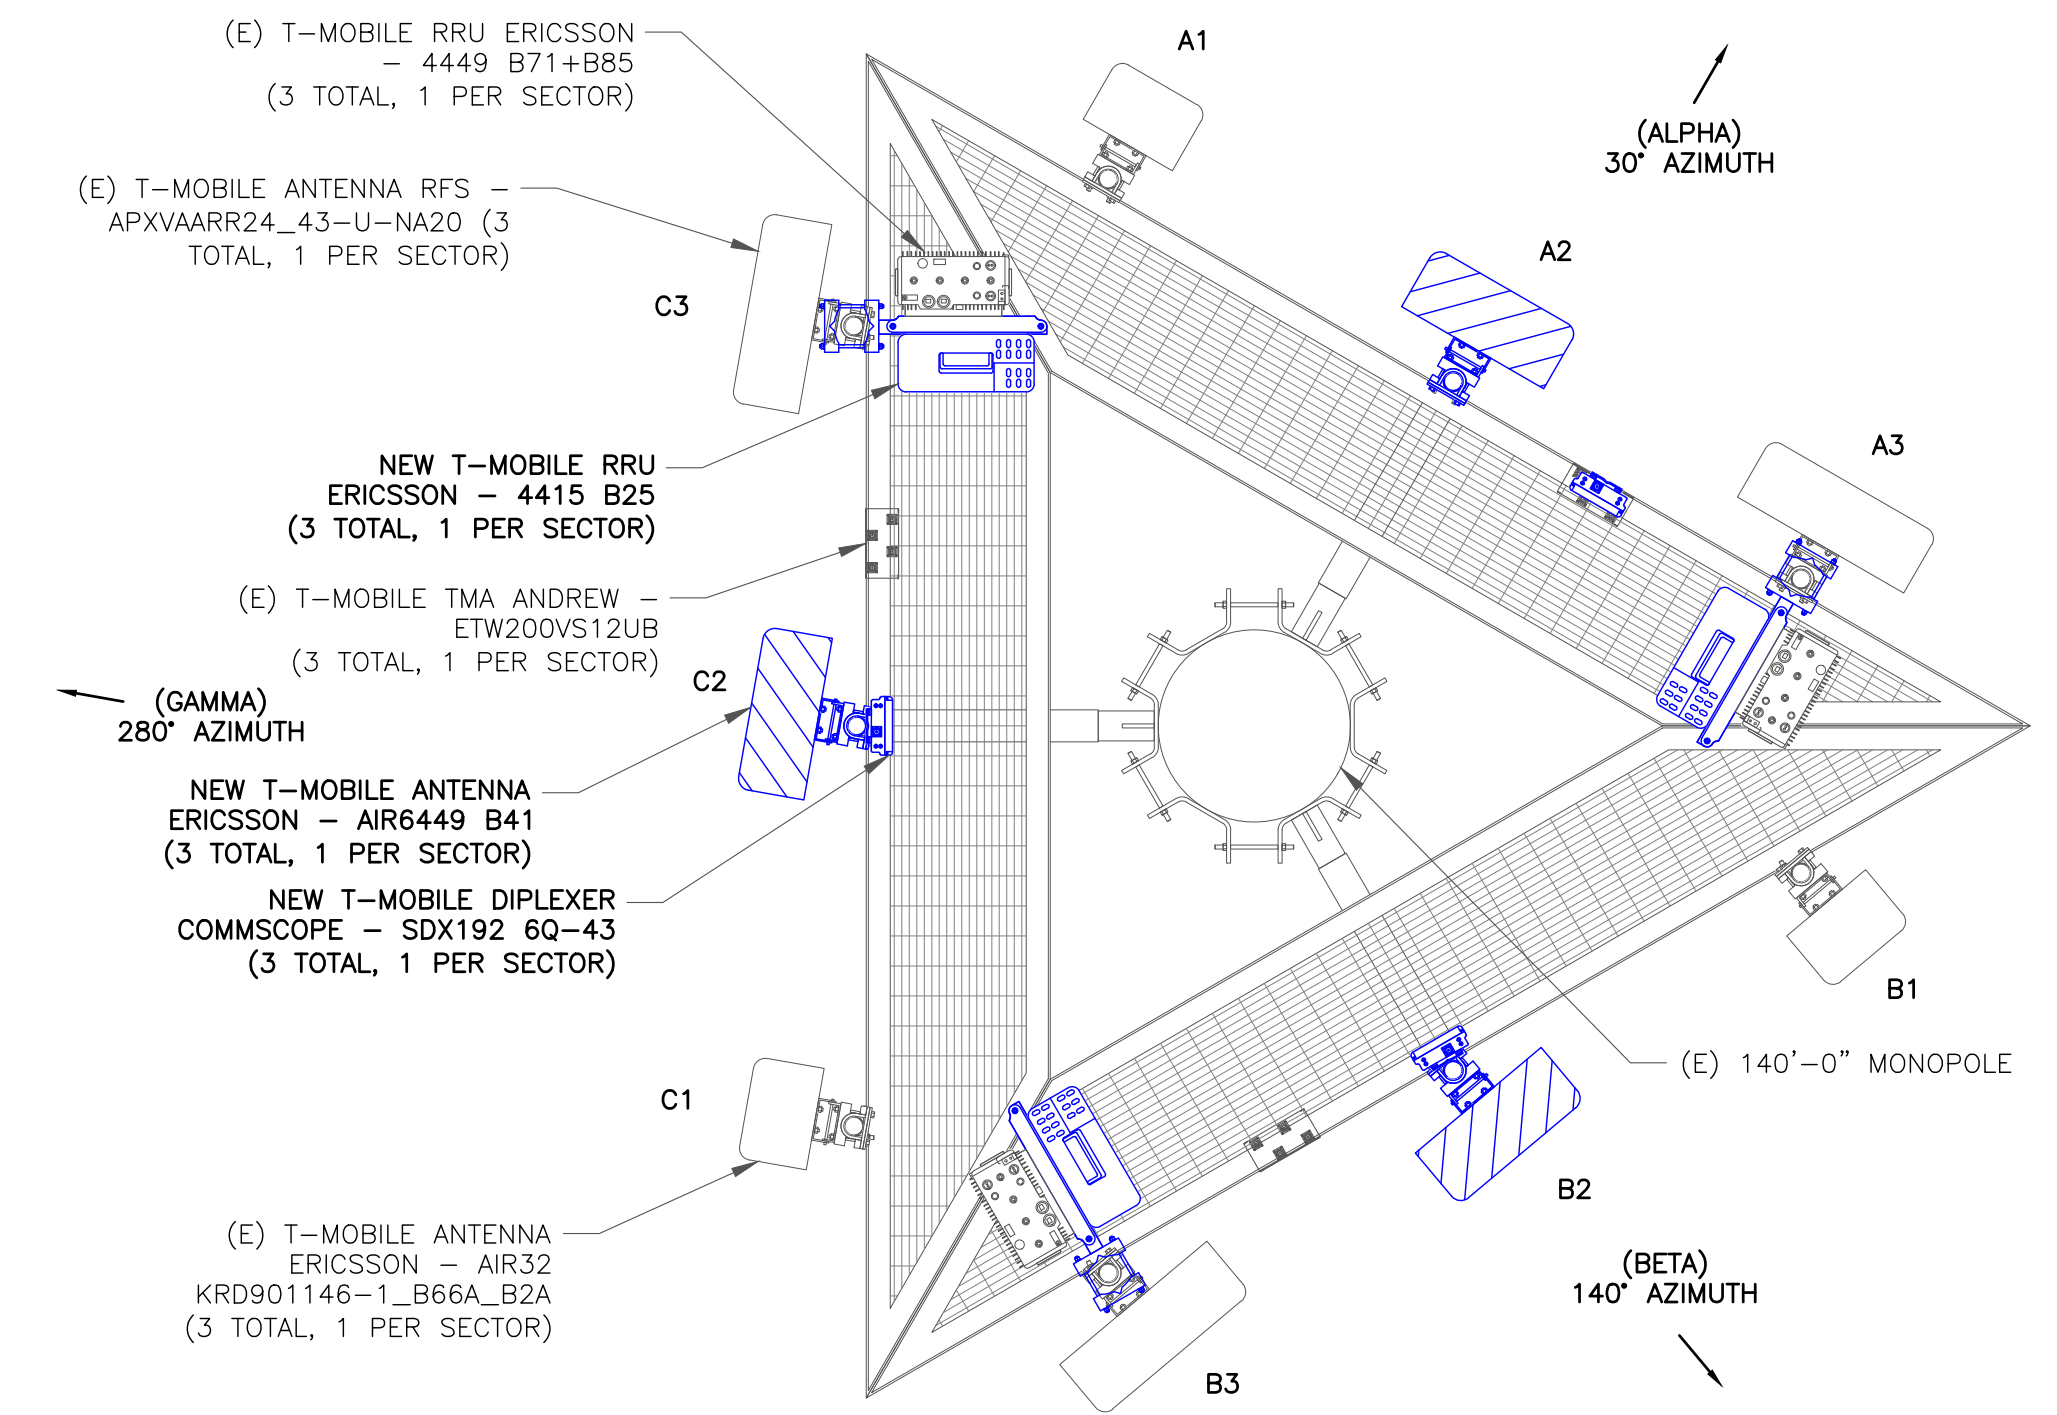 (E) T-MOBILE RRU ERICSSON
- 4449 B71+B85
(3 TOTAL, 1 PER SECTOR)
A1
(ALPHA)
30° AZIMUTH
(E) T-MOBILE ANTENNA RFS -
APXVAARR24_43-U-NA20 (3
TOTAL, 1 PER SECTOR)
A2
C3
A3
NEW T-MOBILE RRU
ERICSSON - 4415 B25
(3 TOTAL, 1 PER SECTOR)
(E) T-MOBILE TMA ANDREW -
ETW200VS12UB
(3 TOTAL, 1 PER SECTOR)
C2
(GAMMA)
280° AZIMUTH
NEW T-MOBILE ANTENNA
ERICSSON - AIR6449 B41
(3 TOTAL, 1 PER SECTOR)
NEW T-MOBILE DIPLEXER
COMMSCOPE - SDX192 6Q-43
(3 TOTAL, 1 PER SECTOR)
B1
(E) 140'-0" MONOPOLE
C1
B2
(E) T-MOBILE ANTENNA
ERICSSON - AIR32
KRD901146-1_B66A_B2A
(3 TOTAL, 1 PER SECTOR)
(BETA)
140° AZIMUTH
B3